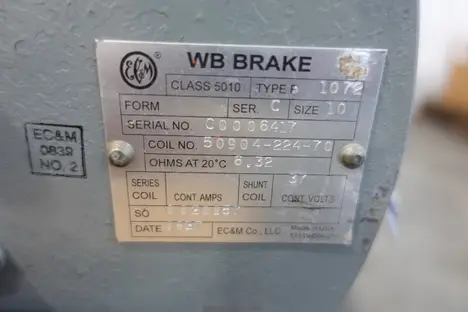 EC&M
WB BRAKE
CLASS 5010 TYPE P 1072
FORM SER. C SIZE 10
SERIAL NO. C0006417
COIL NO. 50904-224-70
OHMS AT 20°C 6.32
SERIES SHUNT
COIL CONT. AMPS COIL CONT. VOLTS
SO
DATE EC&M Co., LLC Made in USA
EC&M
0839
NO. 2